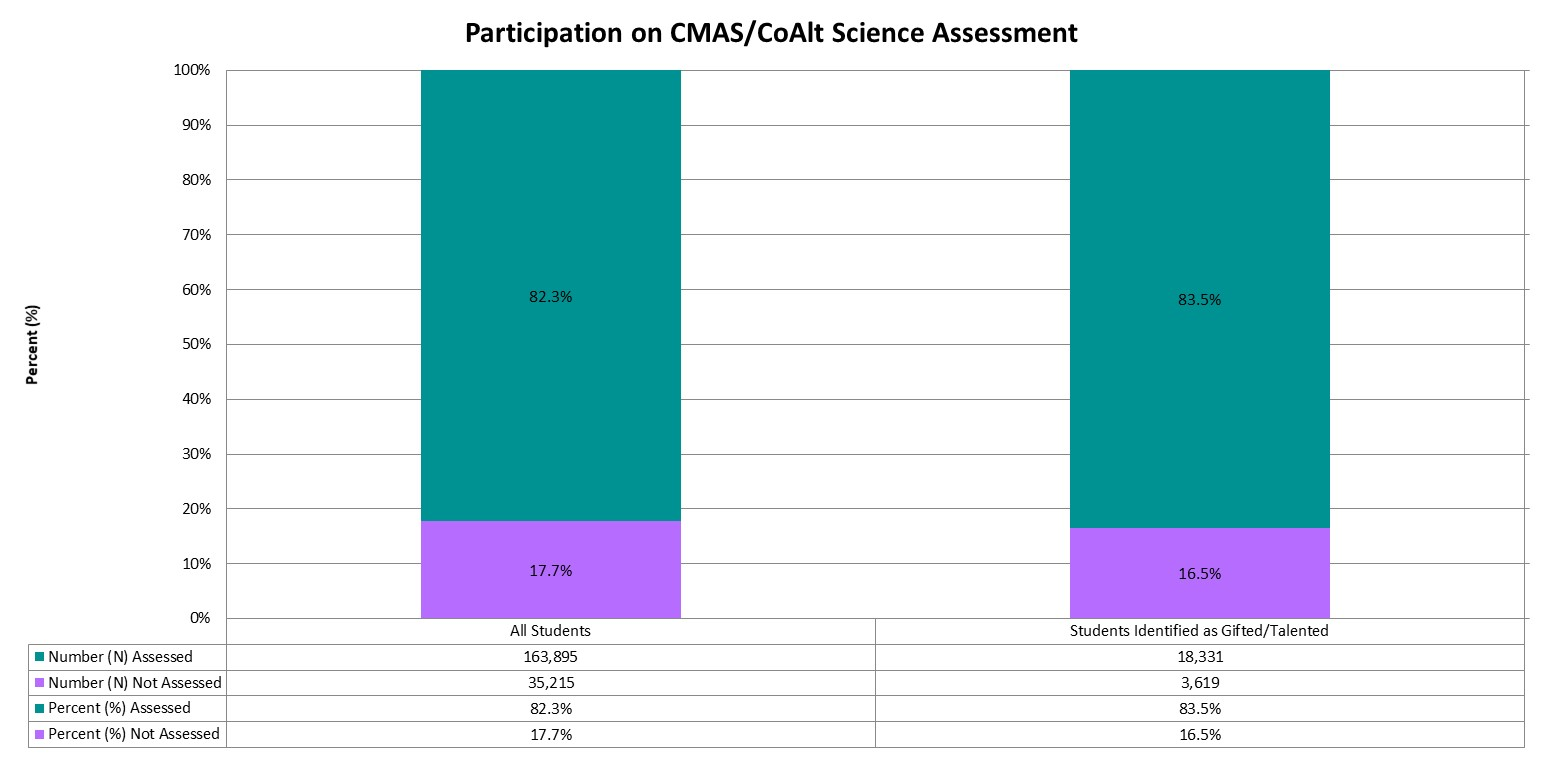 Participation on CMAS/CoAlt Science Assessment
Percent (%)
100%
90%
80%
70%
60%
50%
40%
30%
20%
10%
0%
82.3%
83.5%
17.7%
16.5%
All Students Students Identified as Gifted/Talented
Number (N) Assessed 163,895 18,331
Number (N) Not Assessed 35,215 3,619
Percent (%) Assessed 82.3% 83.5%
Percent (%) Not Assessed 17.7% 16.5%